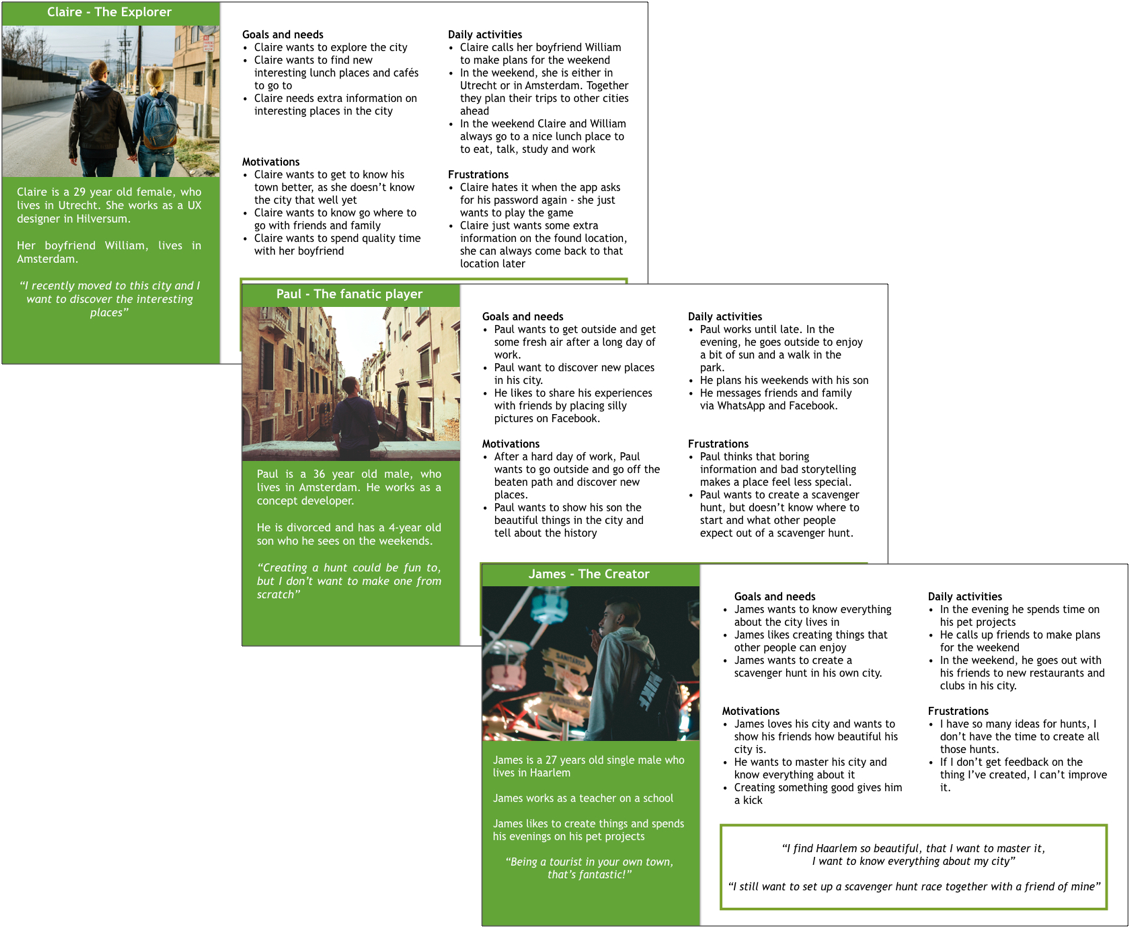 Claire - The Explorer
Claire is a 29 year old female, who
lives in Utrecht. She works as a UX
designer in Hilversum.
Her boyfriend William, lives in
Amsterdam.
“I recently moved to this city and I
want to discover the interesting
places”
Goals and needs
• Claire wants to explore the city
• Claire wants to find new
interesting lunch places and cafés
to go to
• Claire needs extra information on
interesting places in the city
Motivations
• Claire wants to get to know his
town better, as she doesn’t know
the city that well yet
• Claire wants to know go where to
go with friends and family
• Claire wants to spend quality time
with her boyfriend
Daily activities
• Claire calls her boyfriend William
to make plans for the weekend
• In the weekend, she is either in
Utrecht or in Amsterdam. Together
they plan their trips to other cities
ahead
• In the weekend Claire and William
always go to a nice lunch place to
to eat, talk, study and work
Frustrations
• Claire hates it when the app asks
for his password again - she just
wants to play the game
• Claire just wants some extra
information on the found location,
she can always come back to that
location later
Paul - The fanatic player
Paul is a 36 year old male, who
lives in Amsterdam. He works as a
concept developer.
He is divorced and has a 4-year old
son who he sees on the weekends.
“Creating a hunt could be fun to,
but I don’t want to make one from
scratch”
Goals and needs
• Paul wants to get outside and get
some fresh air after a long day of
work.
• Paul want to discover new places
in his city.
• He likes to share his experiences
with friends by placing silly
pictures on Facebook.
Motivations
• After a hard day of work, Paul
wants to go outside and go off the
beaten path and discover new
places.
• Paul wants to show his son the
beautiful things in the city and
tell about the history
Daily activities
• Paul works until late. In the
evening, he goes outside to enjoy
a bit of sun and a walk in the
park.
• He plans his weekends with his son
• He messages friends and family
via WhatsApp and Facebook.
Frustrations
• Paul thinks that boring
information and bad storytelling
makes a place feel less special.
• Paul wants to create a scavenger
hunt, but doesn’t know where to
start and what other people
expect out of a scavenger hunt.
James - The Creator
James is a 27 years old single male who
lives in Haarlem
James works as a teacher on a school
James likes to create things and spends
his evenings on his pet projects
“Being a tourist in your own town,
that’s fantastic!”
Goals and needs
• James wants to know everything
about the city lives in
• James likes creating things that
other people can enjoy
• James wants to create a
scavenger hunt in his own city.
Motivations
• James loves his city and wants to
show his friends how beautiful his
city is.
• He wants to master his city and
know everything about it
• Creating something good gives him
a kick
Daily activities
• In the evening he spends time on
his pet projects
• He calls up friends to make plans
for the weekend
• In the weekend, he goes out with
his friends to new restaurants and
clubs in his city.
Frustrations
• I have so many ideas for hunts, I
don’t have the time to create all
those hunts.
• If I don’t get feedback on the
thing I’ve created, I can’t improve
it.
“I find Haarlem so beautiful, that I want to master it,
I want to know everything about my city”
“I still want to set up a scavenger hunt race together with a friend of mine”